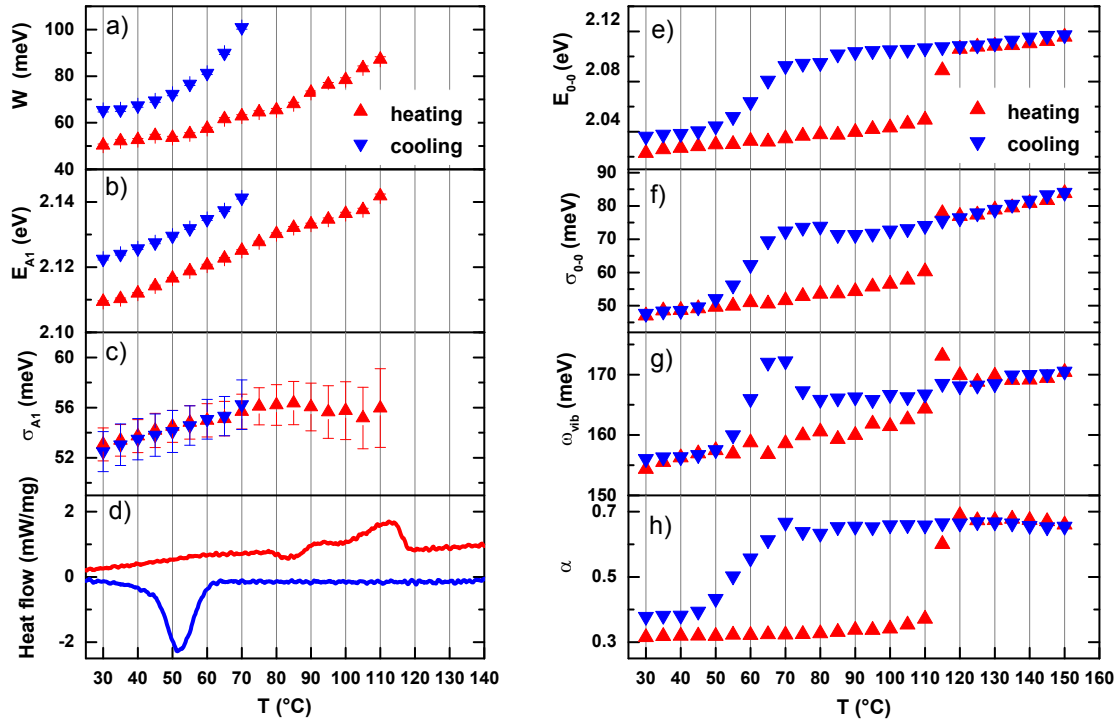 a)
W (meV)
100
80
60
40
heating
cooling
b)
E_A1 (eV)
2.14
2.12
2.10
c)
σ_A1 (meV)
60
56
52
d)
Heat flow (mW/mg)
2
0
-2
30 40 50 60 70 80 90 100 110 120 130 140
T (°C)
e)
E_0-0 (eV)
2.12
2.08
2.04
heating
cooling
f)
σ_0-0 (meV)
90
80
70
60
50
g)
ω_vib (meV)
170
160
150
h)
α
0.7
0.5
0.3
30 40 50 60 70 80 90 100 110 120 130 140 150 160
T (°C)